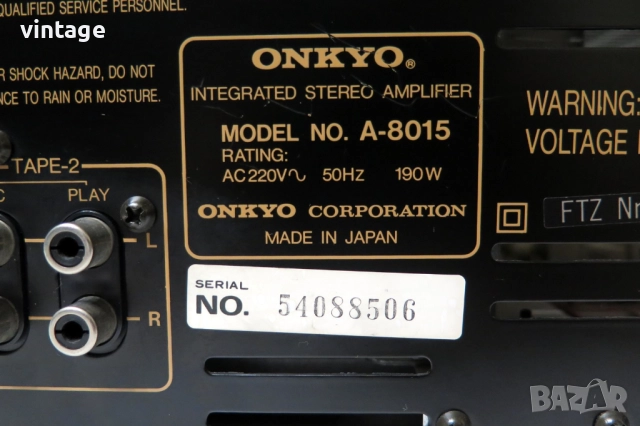 vintage
QUALIFIED SERVICE PERSONNEL.
SHOCK HAZARD, DO NOT
TO RAIN OR MOISTURE.
TAPE-2
PLAY
L
R
ONKYO®
INTEGRATED STEREO AMPLIFIER
MODEL NO. A-8015
RATING:
AC 220V∿ 50Hz 190W
ONKYO CORPORATION
MADE IN JAPAN
SERIAL
NO. 54088506
WARNING:
VOLTAGE
FTZ Nr
BAZAR